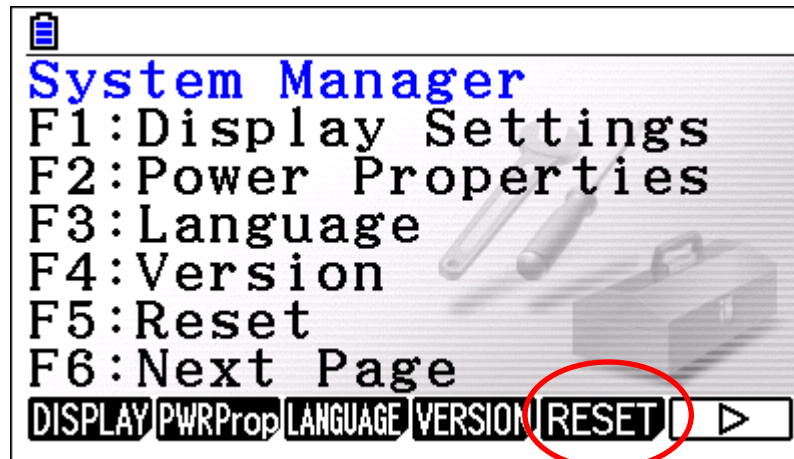 System Manager
F1:Display Settings
F2:Power Properties
F3:Language
F4:Version
F5:Reset
F6:Next Page
DISPLAY PWRProp LANGUAGE VERSION RESET ▷